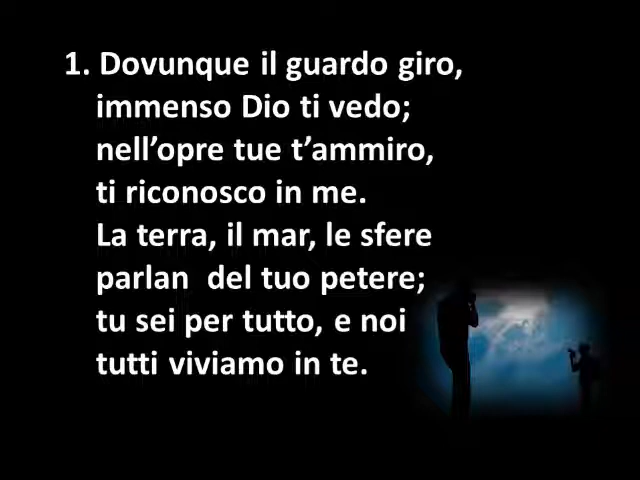 1. Dovunque il guardo giro,
immenso Dio ti vedo;
nell’opre tue t’ammiro,
ti riconosco in me.
La terra, il mar, le sfere
parlan del tuo petere;
tu sei per tutto, e noi
tutti viviamo in te.